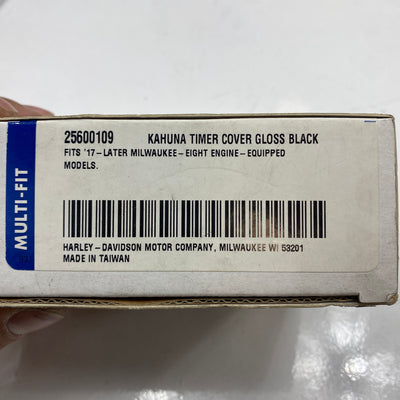 25600109 KAHUNA TIMER COVER GLOSS BLACK
FITS '17-LATER MILWAUKEE-EIGHT ENGINE-EQUIPPED
MODELS.
HARLEY-DAVIDSON MOTOR COMPANY, MILWAUKEE WI 53201
MADE IN TAIWAN
MULTI-FIT